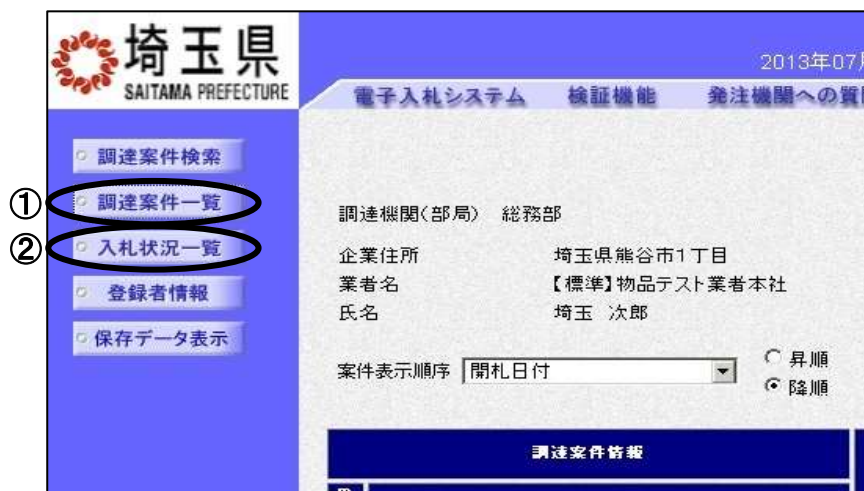 埼玉県
SAITAMA PREFECTURE
2013年07月
電子入札システム 検証機能 発注機関への質
調達案件検索
① 調達案件一覧
② 入札状況一覧
登録者情報
保存データ表示
調達機関(部局) 総務部
企業住所 埼玉県熊谷市1丁目
業者名 【標準】物品テスト業者本社
氏名 埼玉 次郎
案件表示順序 開札日付
昇順
降順
調達案件情報